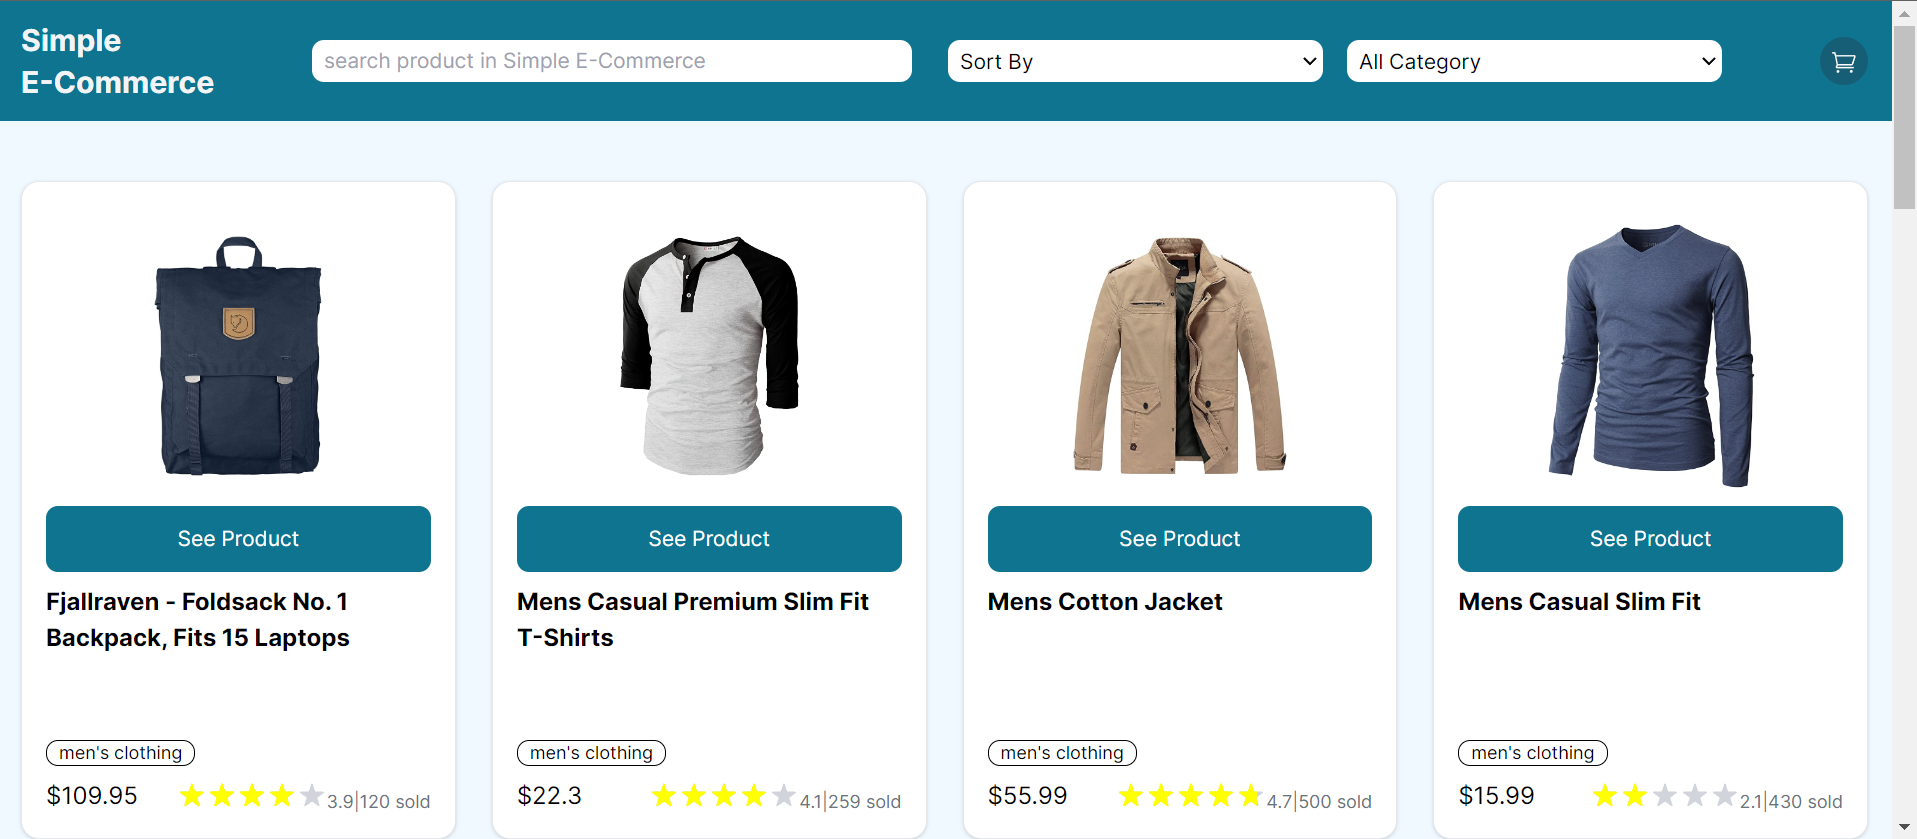 Simple
E-Commerce
search product in Simple E-Commerce
Sort By
All Category
See Product
Fjallraven - Foldsack No. 1
Backpack, Fits 15 Laptops
men's clothing
$109.95
3.9|120 sold
See Product
Mens Casual Premium Slim Fit
T-Shirts
men's clothing
$22.3
4.1|259 sold
See Product
Mens Cotton Jacket
men's clothing
$55.99
4.7|500 sold
See Product
Mens Casual Slim Fit
men's clothing
$15.99
2.1|430 sold